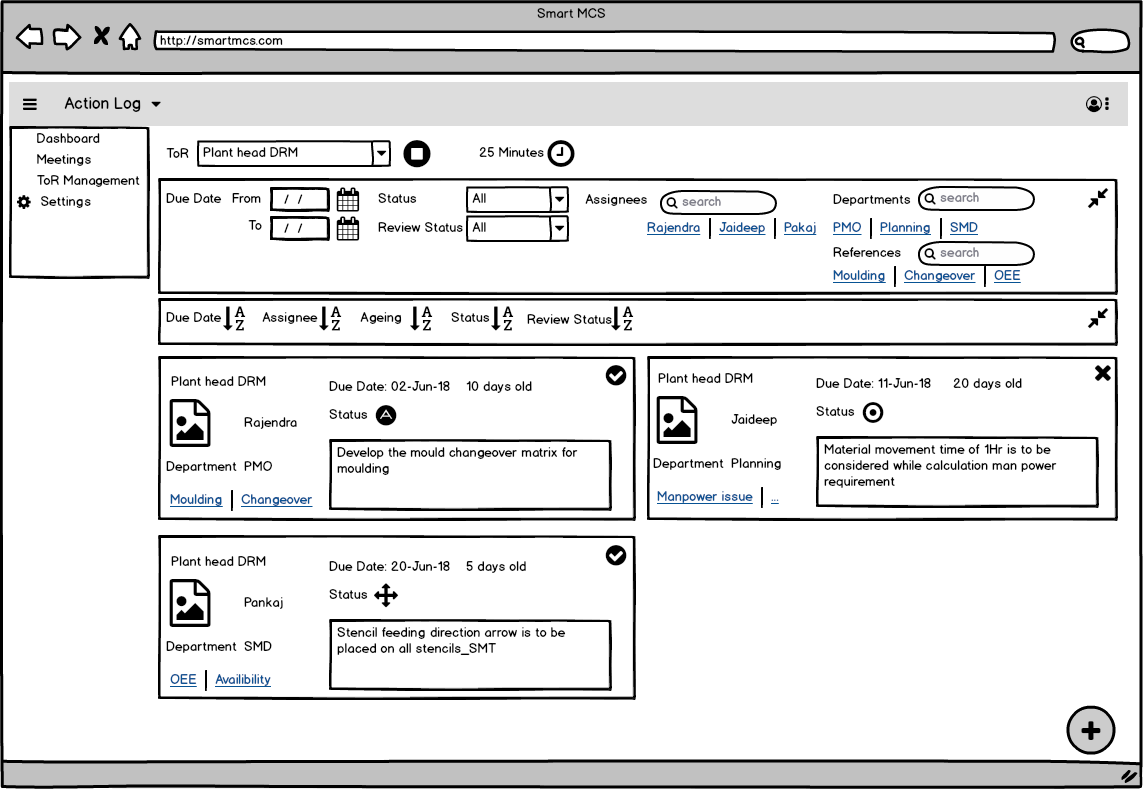 Smart MCS
http://smartmcs.com
Action Log
Dashboard
Meetings
ToR Management
Settings
ToR Plant head DRM 25 Minutes
Due Date From / / Status All Assignees search Departments search
To / / Review Status All Rajendra Jaideep Pakaj PMO Planning SMD
References search
Moulding Changeover OEE
Due Date A Z Assignee A Z Ageing A Z Status A Z Review Status A Z
Plant head DRM
Due Date: 02-Jun-18 10 days old
Status A
Rajendra
Develop the mould changeover matrix for
moulding
Department PMO
Moulding Changeover
Plant head DRM
Due Date: 11-Jun-18 20 days old
Status
Jaideep
Material movement time of 1Hr is to be
considered while calculation man power
requirement
Department Planning
Manpower issue ...
Plant head DRM
Due Date: 20-Jun-18 5 days old
Status
Pankaj
Stencil feeding direction arrow is to be
placed on all stencils_SMT
Department SMD
OEE Availibility